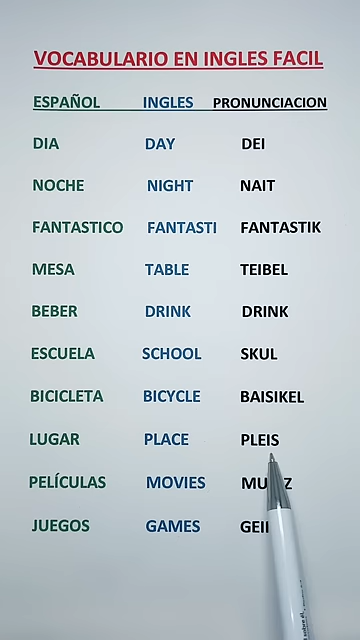 VOCABULARIO EN INGLES FACIL
ESPAÑOL INGLES PRONUNCIACION
DIA DAY DEI
NOCHE NIGHT NAIT
FANTASTICO FANTASTI FANTASTIK
MESA TABLE TEIBEL
BEBER DRINK DRINK
ESCUELA SCHOOL SKUL
BICICLETA BICYCLE BAISIKEL
LUGAR PLACE PLEIS
PELÍCULAS MOVIES
JUEGOS GAMES